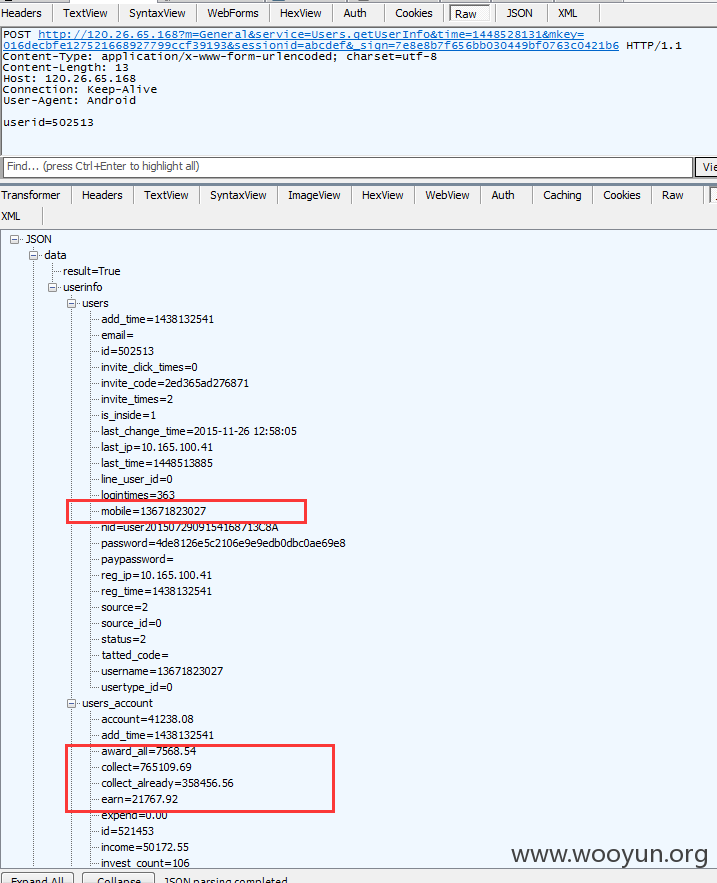 Headers TextView SyntaxView WebForms HexView Auth Cookies Raw JSON XML
POST http://120.26.65.168?m=General&service=Users.getUserInfo&time=1448528131&mkey=
016decbfe127521668927799ccf39193&sessionid=abcdef&_sign=7e8e8b7f656bb030449bf0763c0421b6 HTTP/1.1
Content-Type: application/x-www-form-urlencoded; charset=utf-8
Content-Length: 13
Host: 120.26.65.168
Connection: Keep-Alive
User-Agent: Android
userid=502513
Find... (press Ctrl+Enter to highlight all)
Transformer Headers TextView SyntaxView ImageView HexView WebView Auth Caching Cookies Raw
XML
JSON
data
result=True
userinfo
users
add_time=1438132541
email=
id=502513
invite_click_times=0
invite_code=2ed365ad276871
invite_times=2
is_inside=1
last_change_time=2015-11-26 12:58:05
last_ip=10.165.100.41
last_time=1448513885
line_user_id=0
logintimes=363
mobile=13671823027
nid=user2015072909154168713C8A
password=4de8126e5c2106e9e9edb0dbc0ae69e8
paypassword=
reg_ip=10.165.100.41
reg_time=1438132541
source=2
source_id=0
status=2
tatted_code=
username=13671823027
usertype_id=0
users_account
account=41238.08
add_time=1438132541
award_all=7568.54
collect=765109.69
collect_already=358456.56
earn=21767.92
expend=0.00
id=521453
income=50172.55
invest_count=106
www.wooyun.org
Expand All Collapse JSON parsing completed